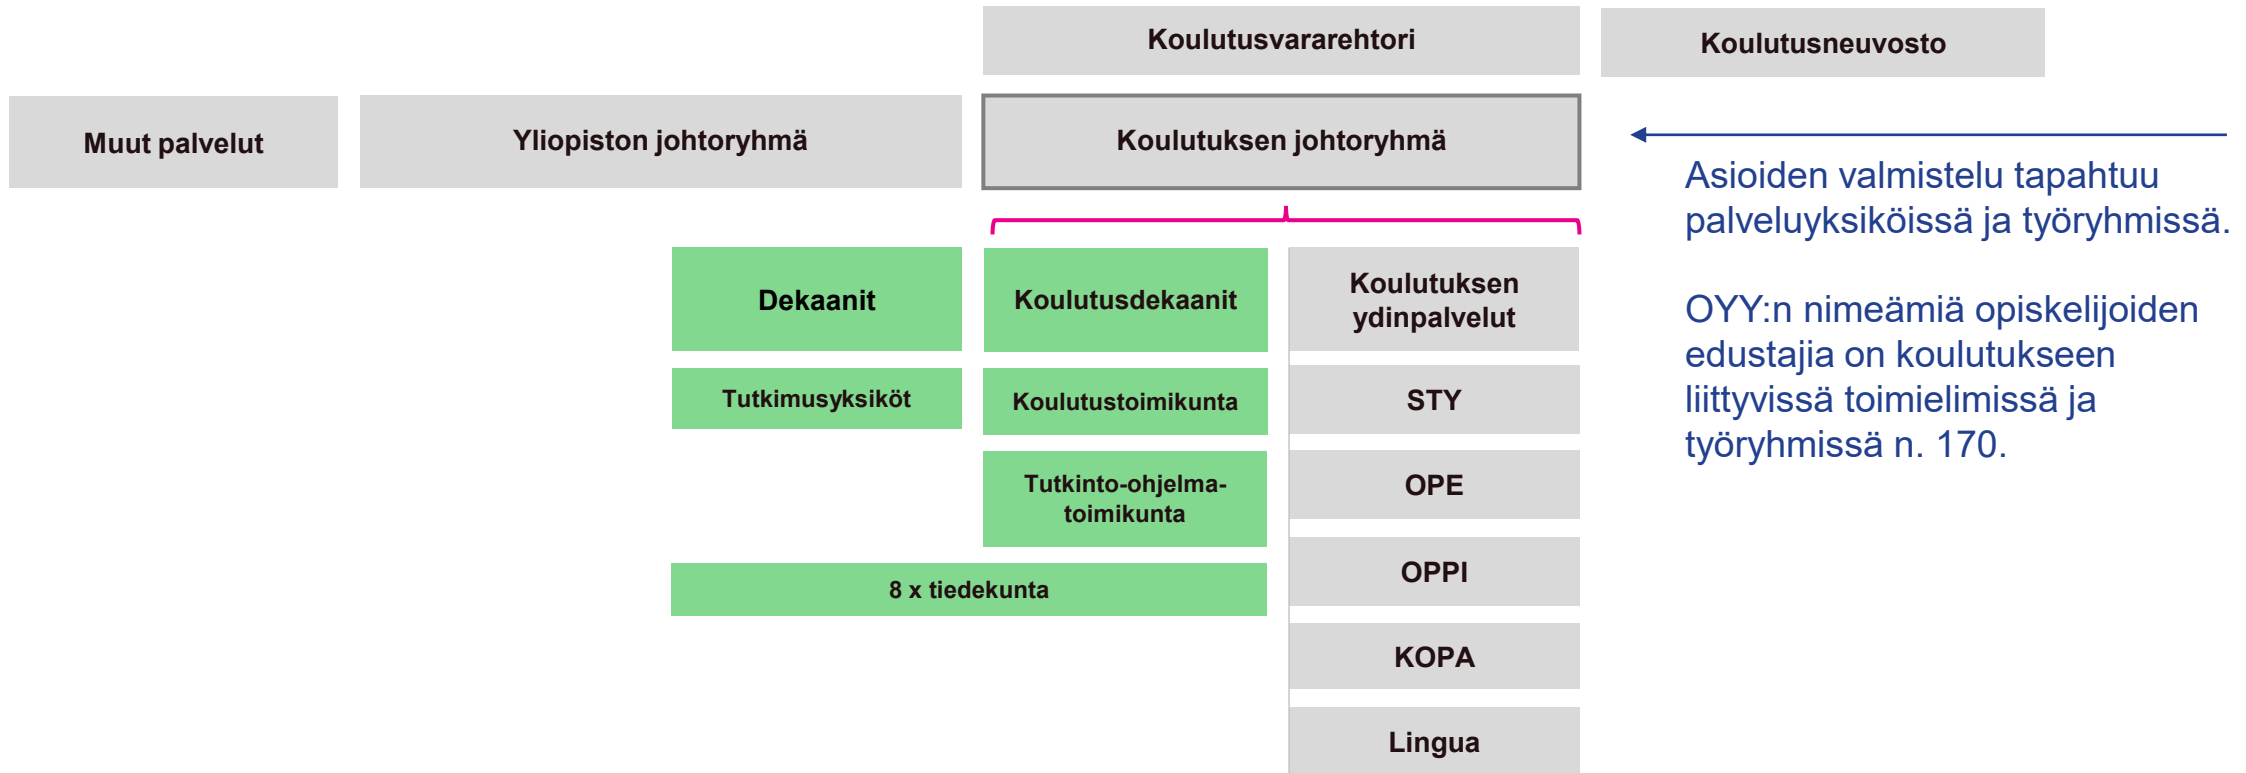 Koulutusvararehtori
Koulutusneuvosto
Muut palvelut
Yliopiston johtoryhmä
Koulutuksen johtoryhmä
Asioiden valmistelu tapahtuu
palveluyksiköissä ja työryhmissä.
OYY:n nimeämiä opiskelijoiden
edustajia on koulutukseen
liittyvissä toimielimissä ja
työryhmissä n. 170.
Dekaanit
Koulutusdekaanit
Koulutuksen
ydinpalvelut
Tutkimusyksiköt
Koulutustoimikunta
STY
Tutkinto-ohjelma-
toimikunta
OPE
8 x tiedekunta
OPPI
KOPA
Lingua